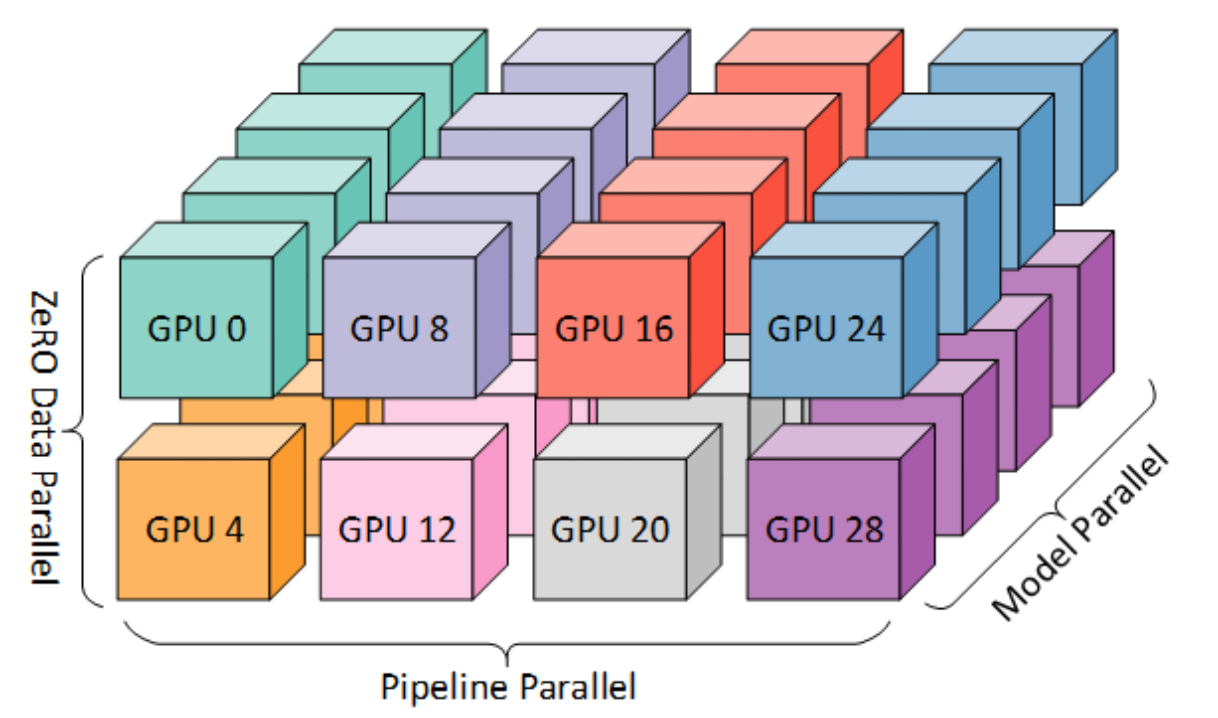 GPU 0
GPU 8
GPU 16
GPU 24
GPU 4
GPU 12
GPU 20
GPU 28
ZeRO Data Parallel
Model Parallel
Pipeline Parallel